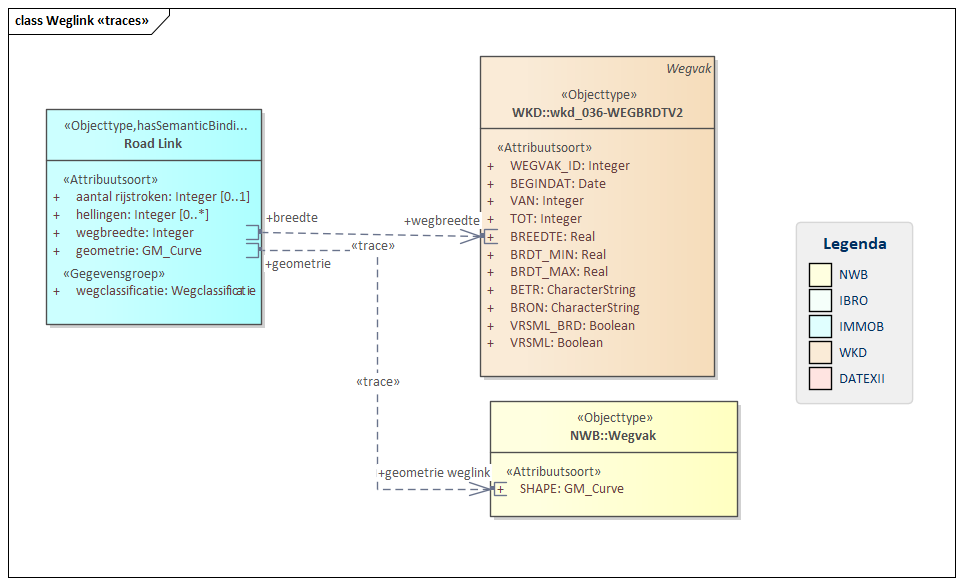 class Weglink «traces»
«Objecttype,hasSemanticBindi...
Road Link
«Attribuutsoort»
+ aantal rijstroken: Integer [0..1]
+ hellingen: Integer [0..*]
+ wegbreedte: Integer
+ geometrie: GM_Curve
«Gegevensgroep»
+ wegclassificatie: Wegclassificatie
+breedte
+wegbreedte
«trace»
+geometrie
«trace»
+geometrie weglink
Wegvak
«Objecttype»
WKD::wkd_036-WEGBRDTV2
«Attribuutsoort»
+ WEGVAK_ID: Integer
+ BEGINDAT: Date
+ VAN: Integer
+ TOT: Integer
+ BREEDTE: Real
+ BRDT_MIN: Real
+ BRDT_MAX: Real
+ BETR: CharacterString
+ BRON: CharacterString
+ VRSML_BRD: Boolean
+ VRSML: Boolean
«Objecttype»
NWB::Wegvak
«Attribuutsoort»
+ SHAPE: GM_Curve
Legenda
NWB
IBRO
IMMOB
WKD
DATEXII